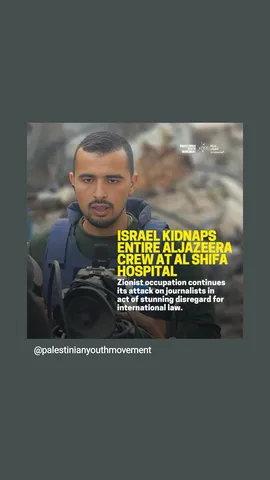 ISRAEL KIDNAPS
ENTIRE ALJAZEERA
CREW AT AL SHIFA
HOSPITAL
Zionist occupation continues
its attack on journalists in
act of stunning disregard for
international law.
@palestinianyouthmovement